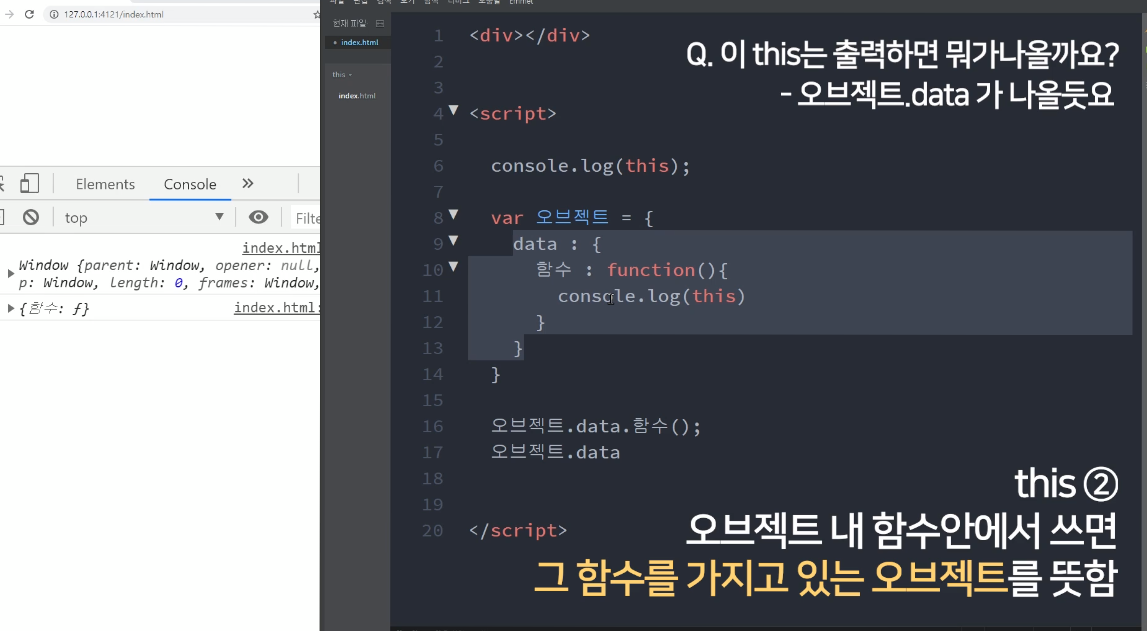 127.0.0.1:4121/index.html
현재 파일
index.html
this
index.html
Elements
Console
top
Filte
index.html
Window {parent: Window, opener: null,
p: Window, length: 0, frames: Window,
{함수: ƒ}
index.html:
1 <div></div>
2
3
4 <script>
5
6 console.log(this);
7
8 var 오브젝트 = {
9 data : {
10 함수 : function(){
11 console.log(this)
12 }
13 }
14 }
15
16 오브젝트.data.함수();
17 오브젝트.data
18
19
20 </script>
Q. 이 this는 출력하면 뭐가나올까요?
- 오브젝트.data 가 나올듯요
this ②
오브젝트 내 함수안에서 쓰면
그 함수를 가지고 있는 오브젝트를 뜻함